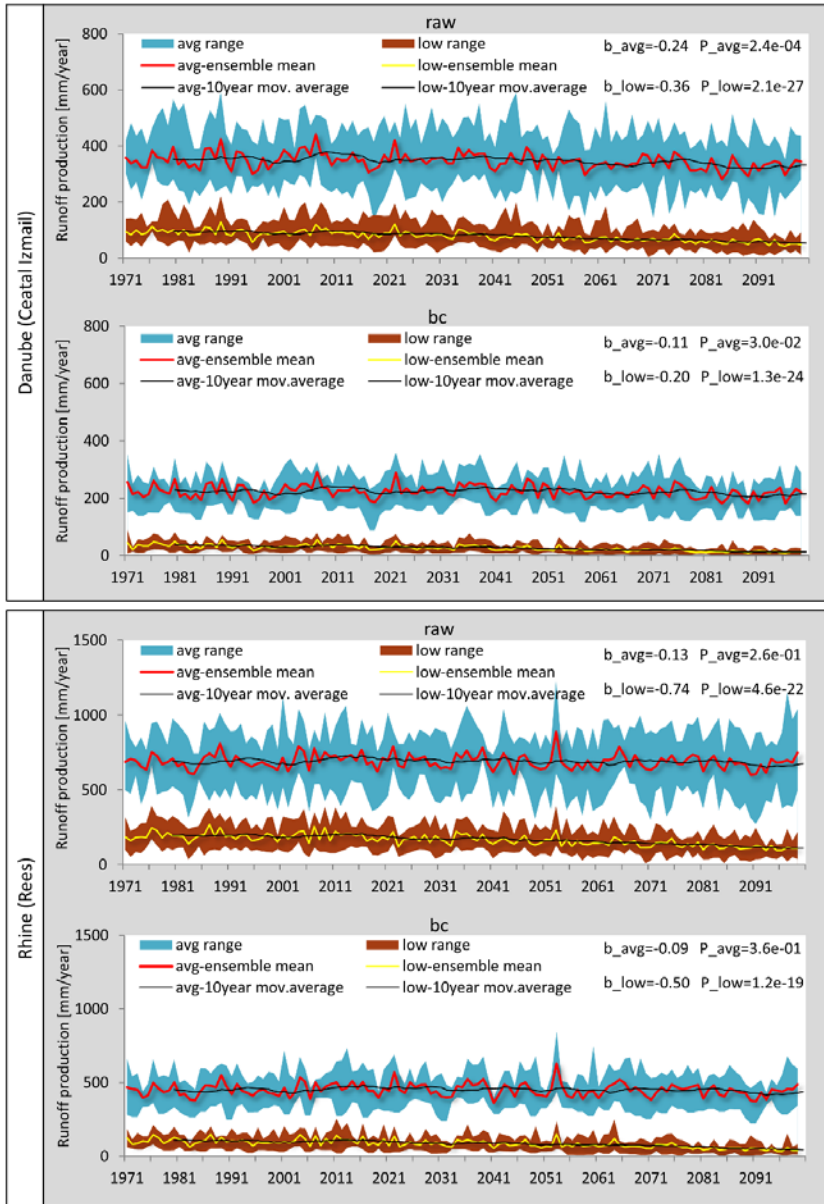 Danube (Ceatal Izmail)
raw
800
600
400
200
0
Runoff production [mm/year]
avg range
low range
avg-ensemble mean
low-ensemble mean
avg-10year mov. average
low-10year mov.average
b_avg=-0.24 P_avg=2.4e-04
b_low=-0.36 P_low=2.1e-27
1971 1981 1991 2001 2011 2021 2031 2041 2051 2061 2071 2081 2091
bc
800
600
400
200
0
Runoff production [mm/year]
avg range
low range
avg-ensemble mean
low-ensemble mean
avg-10year mov.average
low-10year mov.average
b_avg=-0.11 P_avg=3.0e-02
b_low=-0.20 P_low=1.3e-24
1971 1981 1991 2001 2011 2021 2031 2041 2051 2061 2071 2081 2091
Rhine (Rees)
raw
1500
1000
500
0
Runoff production [mm/year]
avg range
low range
avg-ensemble mean
low-ensemble mean
avg-10year mov. average
low-10year mov.average
b_avg=-0.13 P_avg=2.6e-01
b_low=-0.74 P_low=4.6e-22
1971 1981 1991 2001 2011 2021 2031 2041 2051 2061 2071 2081 2091
bc
1500
1000
500
0
Runoff production [mm/year]
avg range
low range
avg-ensemble mean
low-ensemble mean
avg-10year mov.average
low-10year mov.average
b_avg=-0.09 P_avg=3.6e-01
b_low=-0.50 P_low=1.2e-19
1971 1981 1991 2001 2011 2021 2031 2041 2051 2061 2071 2081 2091